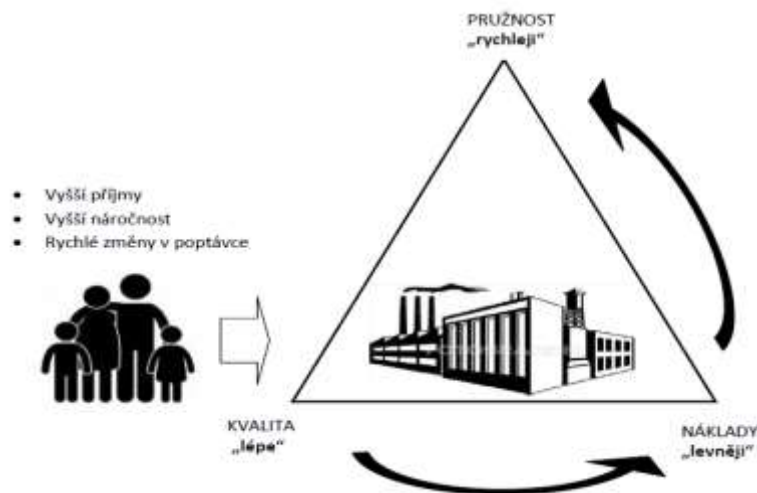 PRUŽNOST
„rychleji“
• Vyšší příjmy
• Vyšší náročnost
• Rychlé změny v poptávce
KVALITA
„lépe“
NÁKLADY
„levněji“